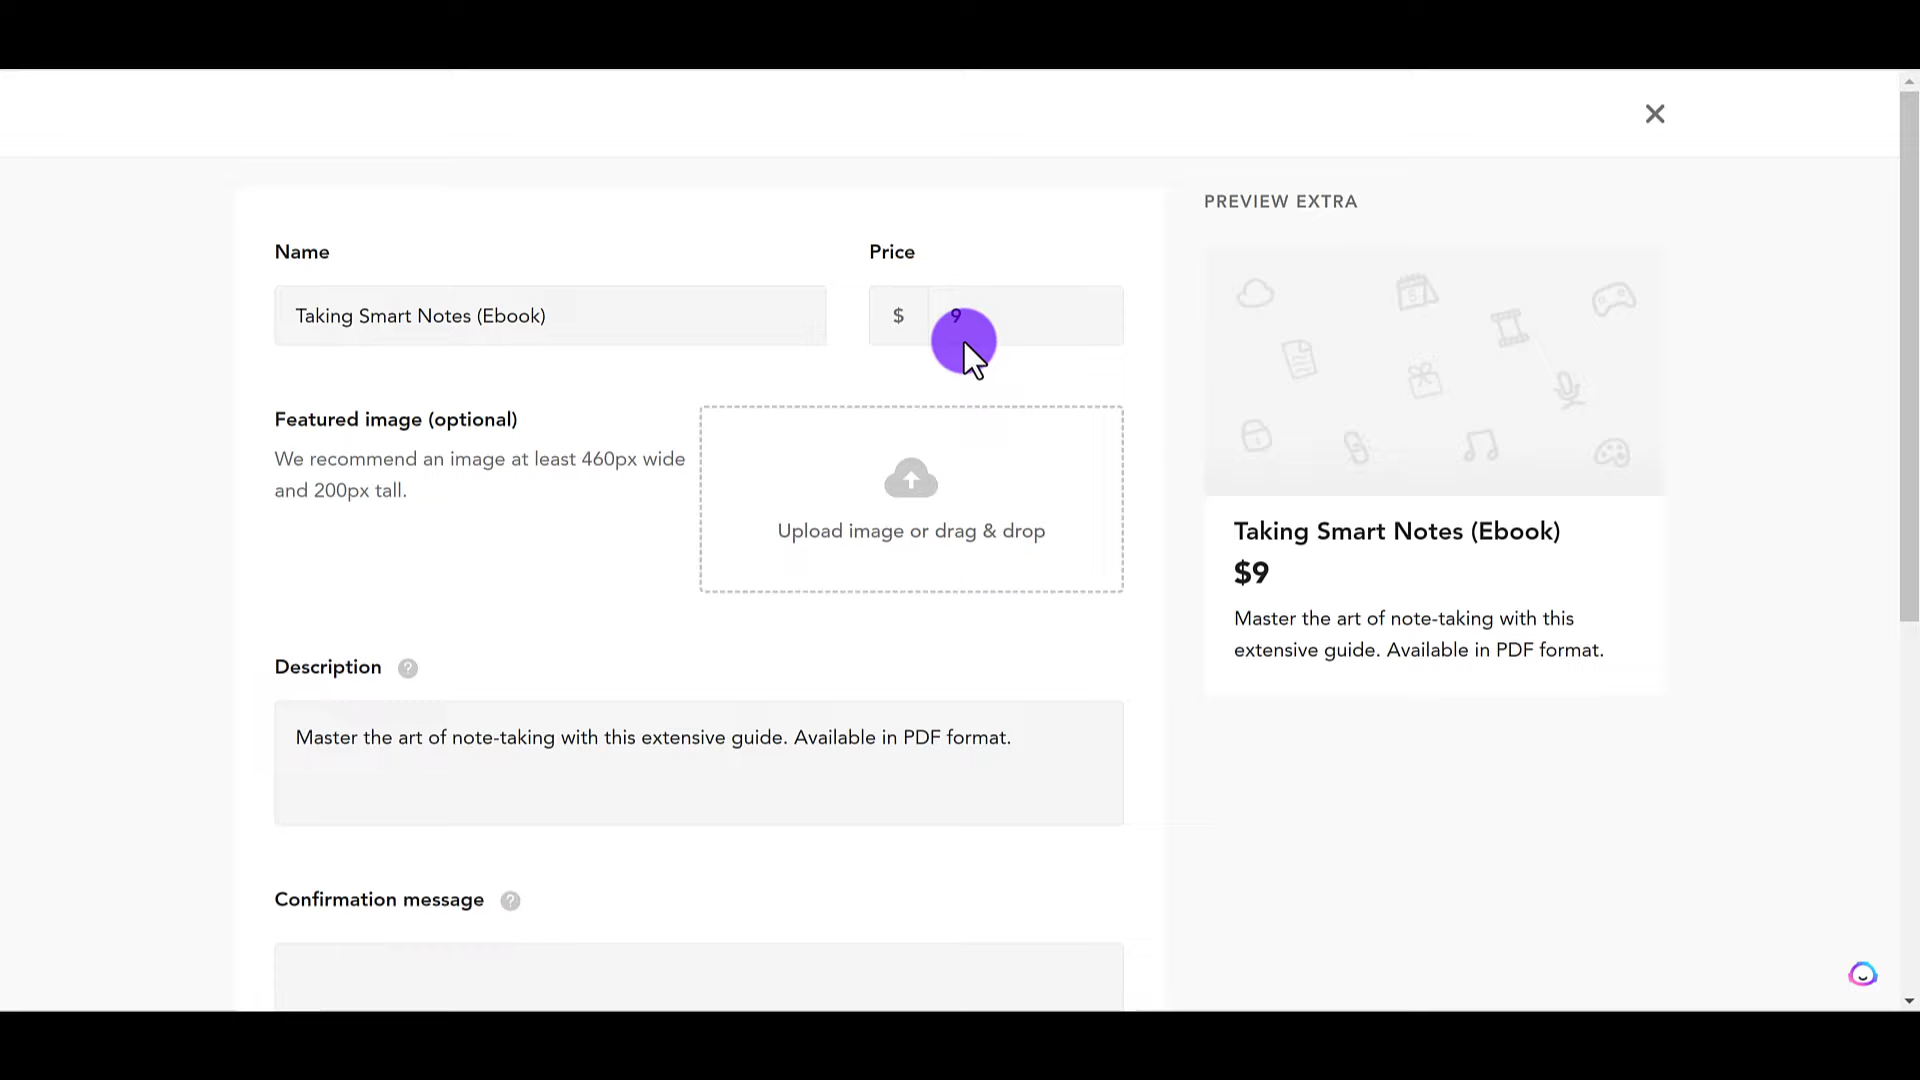 PREVIEW EXTRA
Name
Price
Taking Smart Notes (Ebook)
$
9
Featured image (optional)
We recommend an image at least 460px wide
and 200px tall.
Upload image or drag & drop
Taking Smart Notes (Ebook)
$9
Master the art of note-taking with this
extensive guide. Available in PDF format.
Description ?
Master the art of note-taking with this extensive guide. Available in PDF format.
Confirmation message ?